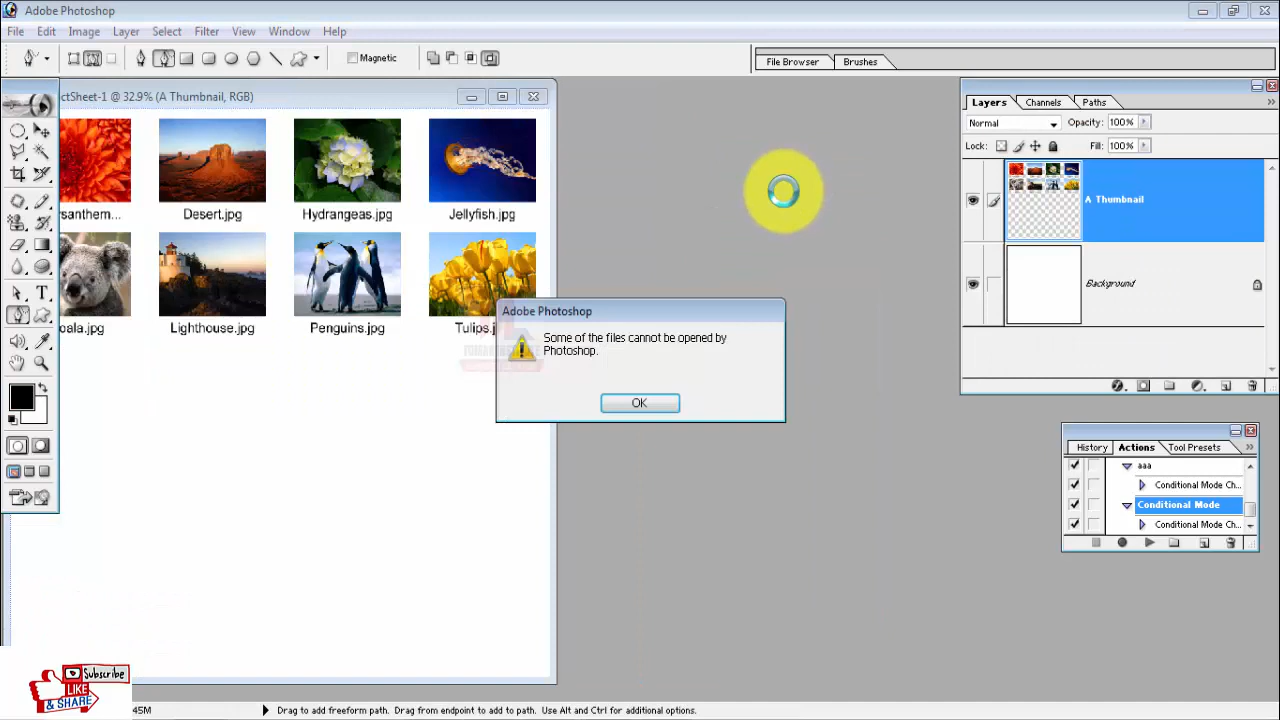 Adobe Photoshop
File Edit Image Layer Select Filter View Window Help
Magnetic
File Browser Brushes
ctSheet-1 @ 32.9% (A Thumbnail, RGB)
Layers Channels Paths
Normal Opacity: 100%
Lock: Fill: 100%
A Thumbnail
Background
ysanthem... Desert.jpg Hydrangeas.jpg Jellyfish.jpg
oala.jpg Lighthouse.jpg Penguins.jpg Tulips.j
Adobe Photoshop
Some of the files cannot be opened by
Photoshop.
OK
History Actions Tool Presets
aaa
Conditional Mode Ch...
Conditional Mode
Conditional Mode Ch...
Subscribe
LIKE
& SHARE
45M Drag to add freeform path. Drag from endpoint to add to path. Use Alt and Ctrl for additional options.